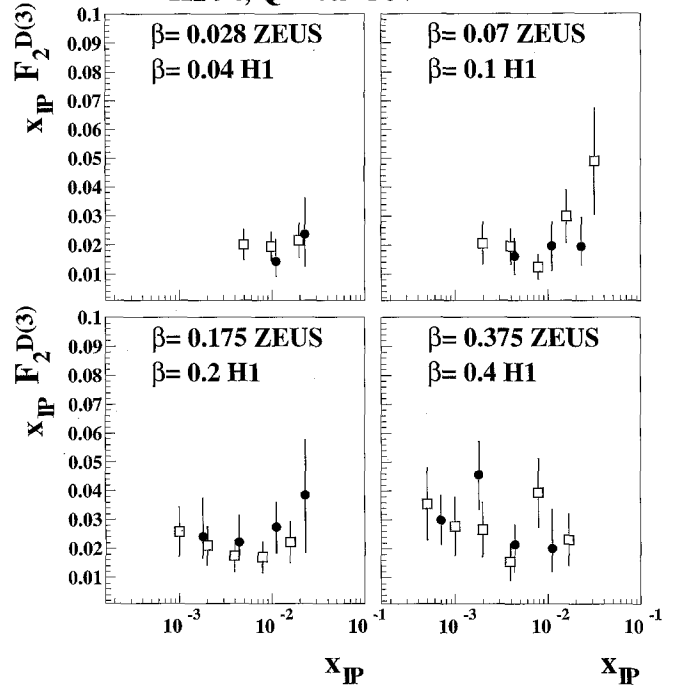 0.1
0.09
0.08
0.07
0.06
0.05
0.04
0.03
0.02
0.01
x_IP F_2^D(3)
β= 0.028 ZEUS
β= 0.04 H1
β= 0.07 ZEUS
β= 0.1 H1
0.1
0.09
0.08
0.07
0.06
0.05
0.04
0.03
0.02
0.01
x_IP F_2^D(3)
β= 0.175 ZEUS
β= 0.2 H1
β= 0.375 ZEUS
β= 0.4 H1
10^-3 10^-2 10^-1 10^-3 10^-2 10^-1
x_IP x_IP